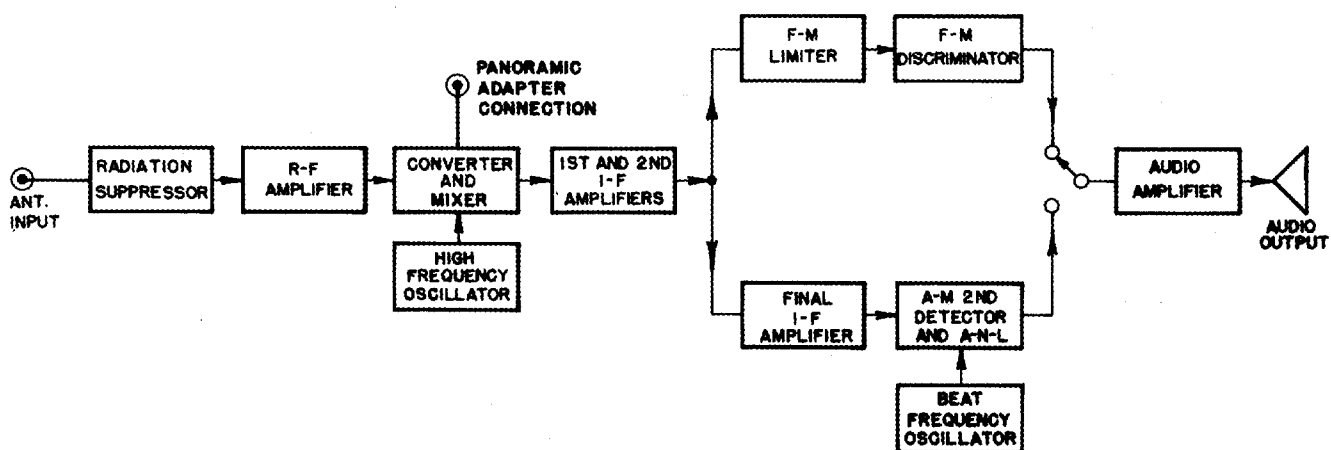 ANT.
INPUT
RADIATION
SUPPRESSOR
R-F
AMPLIFIER
PANORAMIC
ADAPTER
CONNECTION
CONVERTER
AND
MIXER
HIGH
FREQUENCY
OSCILLATOR
1ST AND 2ND
I-F
AMPLIFIERS
F-M
LIMITER
F-M
DISCRIMINATOR
FINAL
I-F
AMPLIFIER
A-M 2ND
DETECTOR
AND A-N-L
BEAT
FREQUENCY
OSCILLATOR
AUDIO
AMPLIFIER
AUDIO
OUTPUT